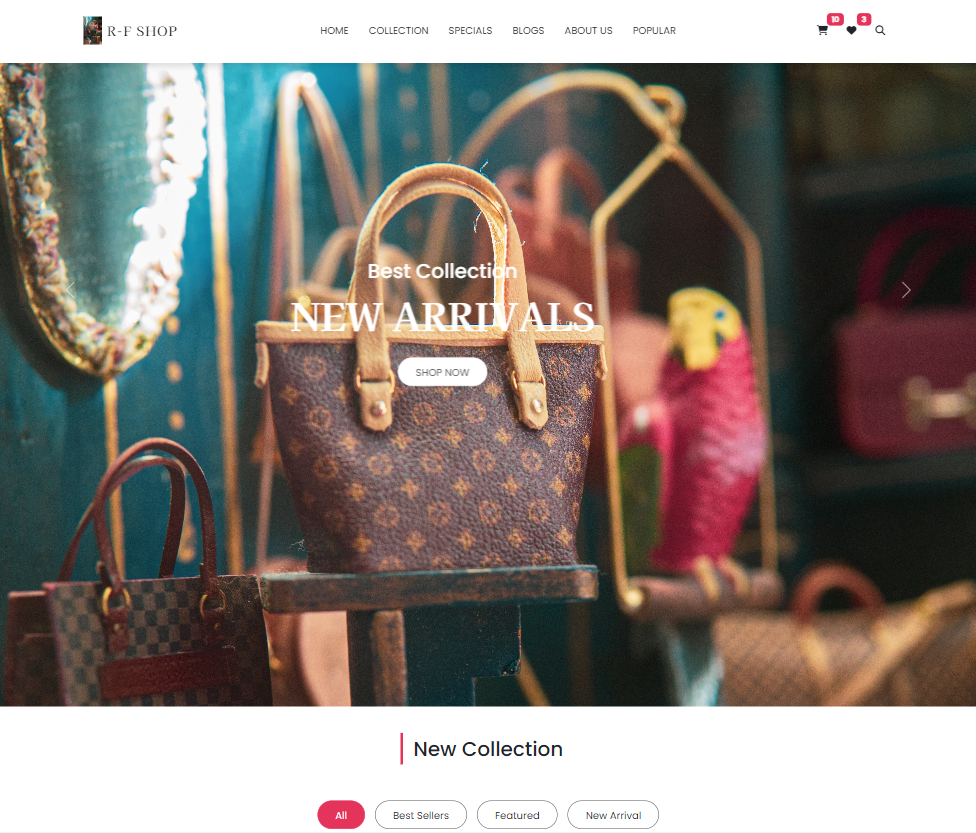 R-F SHOP
HOME COLLECTION SPECIALS BLOGS ABOUT US POPULAR
10 3
Best Collection
NEW ARRIVALS
SHOP NOW
New Collection
All Best Sellers Featured New Arrival